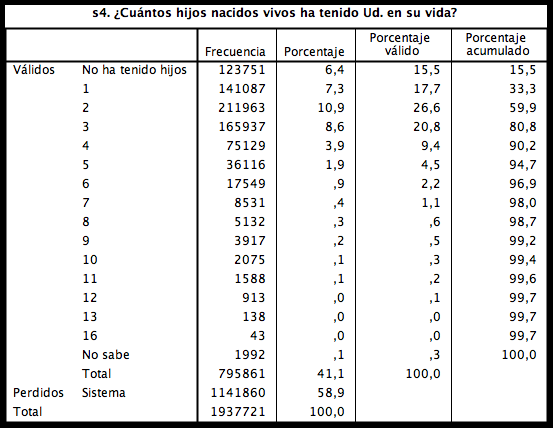 s4. ¿Cuántos hijos nacidos vivos ha tenido Ud. en su vida?
Frecuencia Porcentaje Porcentaje válido Porcentaje acumulado
Válidos No ha tenido hijos 123751 6,4 15,5 15,5
1 141087 7,3 17,7 33,3
2 211963 10,9 26,6 59,9
3 165937 8,6 20,8 80,8
4 75129 3,9 9,4 90,2
5 36116 1,9 4,5 94,7
6 17549 ,9 2,2 96,9
7 8531 ,4 1,1 98,0
8 5132 ,3 ,6 98,7
9 3917 ,2 ,5 99,2
10 2075 ,1 ,3 99,4
11 1588 ,1 ,2 99,6
12 913 ,0 ,1 99,7
13 138 ,0 ,0 99,7
16 43 ,0 ,0 99,7
No sabe 1992 ,1 ,3 100,0
Total 795861 41,1 100,0
Perdidos Sistema 1141860 58,9
Total 1937721 100,0